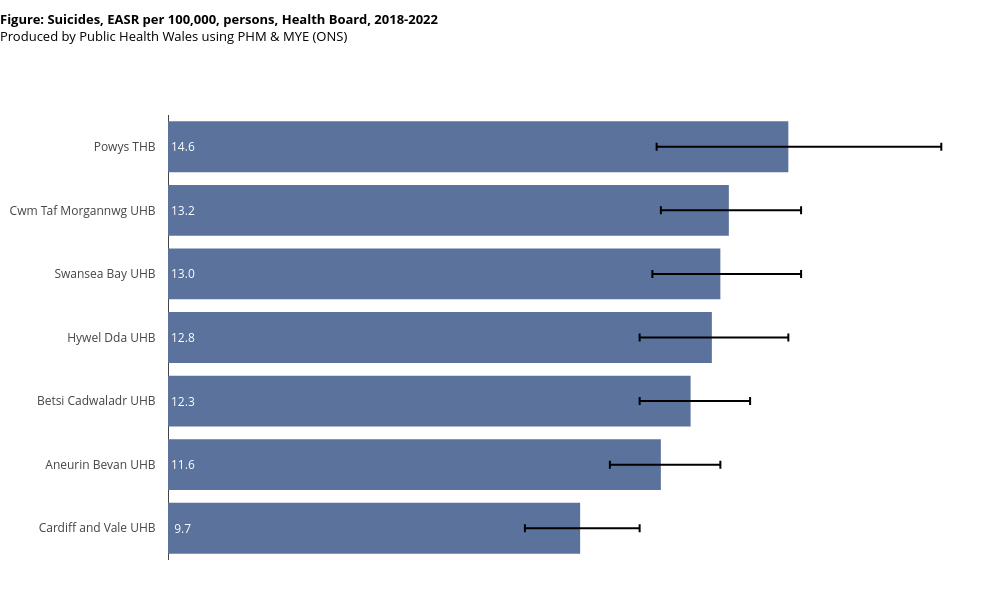 Figure: Suicides, EASR per 100,000, persons, Health Board, 2018-2022
Produced by Public Health Wales using PHM & MYE (ONS)
Powys THB 14.6
Cwm Taf Morgannwg UHB 13.2
Swansea Bay UHB 13.0
Hywel Dda UHB 12.8
Betsi Cadwaladr UHB 12.3
Aneurin Bevan UHB 11.6
Cardiff and Vale UHB 9.7